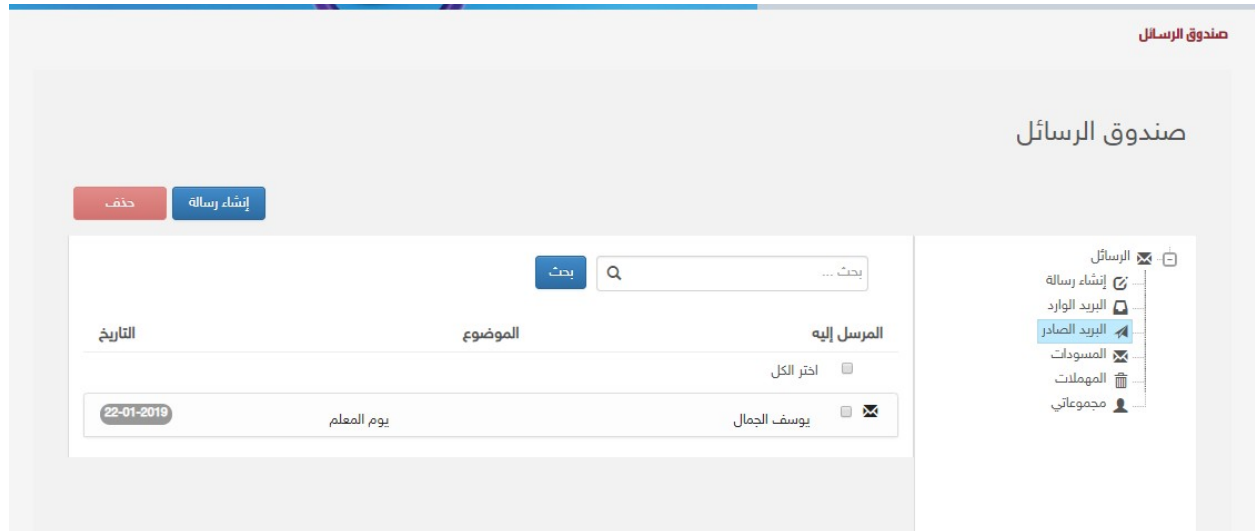 صندوق الرسائل
صندوق الرسائل
إنشاء رسالة
حذف
الرسائل
إنشاء رسالة
البريد الوارد
البريد الصادر
المسودات
المهملات
مجموعاتي
بحث ...
بحث
المرسل إليه الموضوع التاريخ
اختر الكل
يوسف الجمال يوم المعلم 22-01-2019